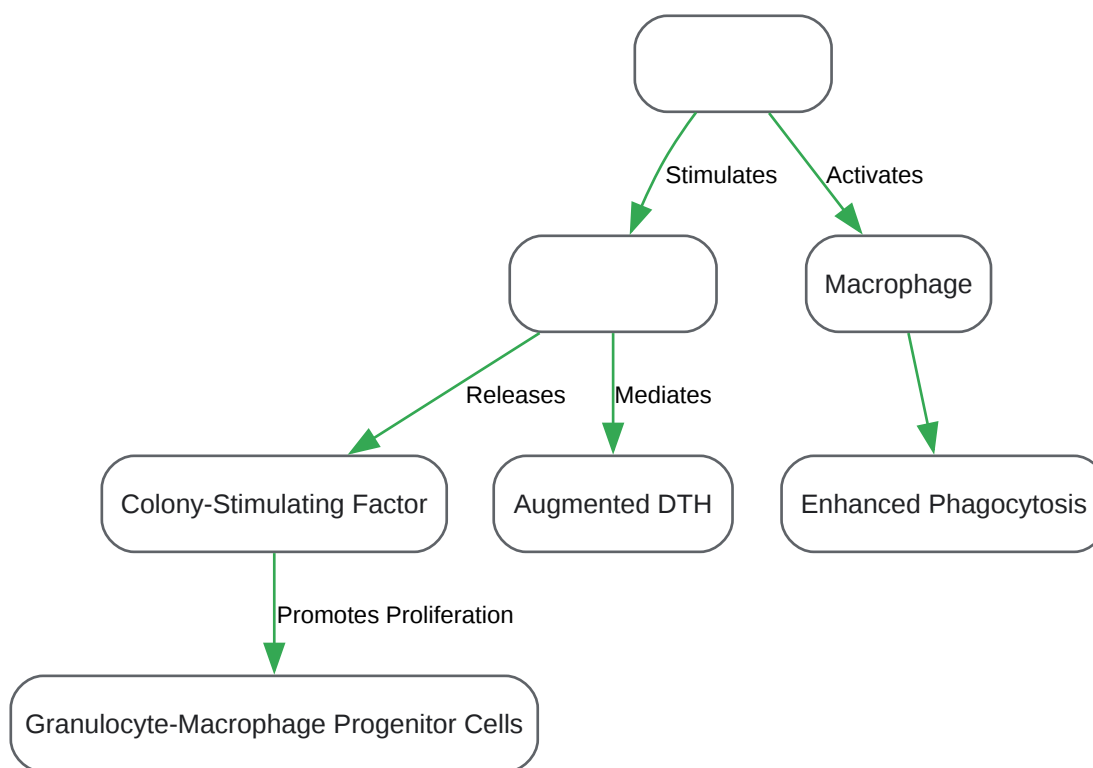 Stimulates
Activates
Macrophage
Releases
Mediates
Colony-Stimulating Factor
Augmented DTH
Enhanced Phagocytosis
Promotes Proliferation
Granulocyte-Macrophage Progenitor Cells